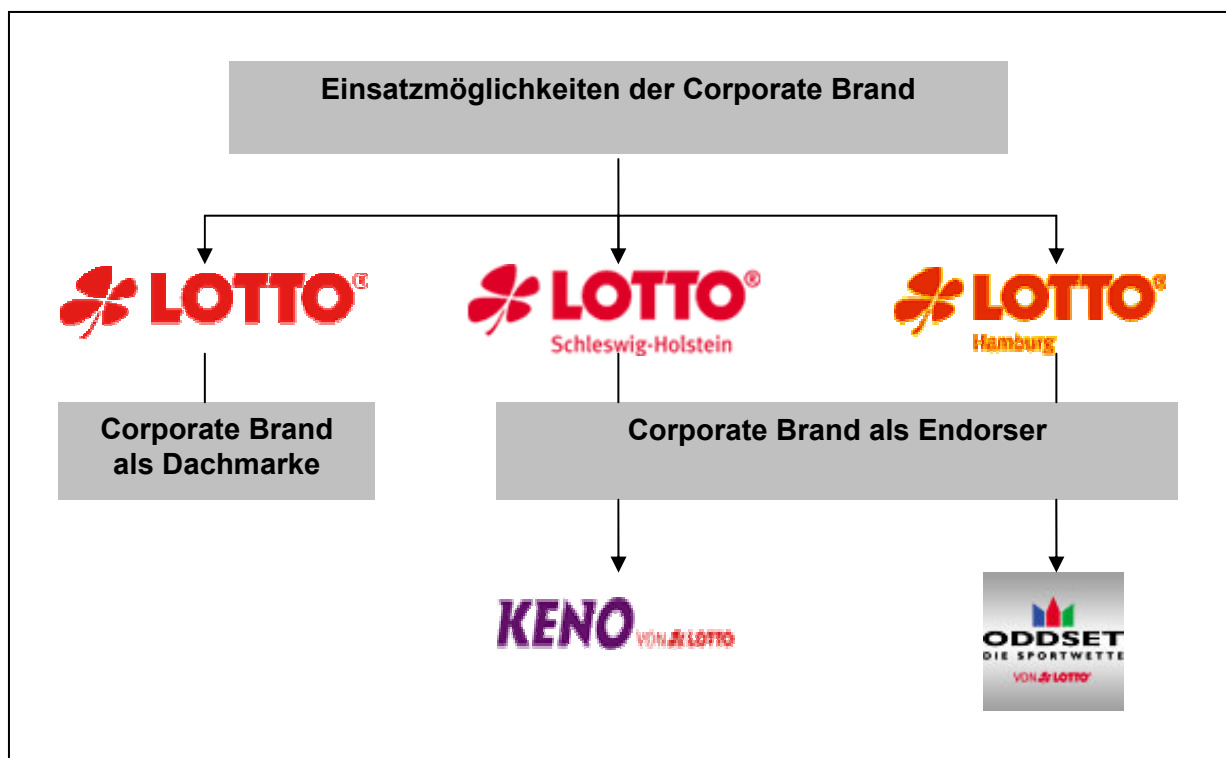 Einsatzmöglichkeiten der Corporate Brand
LOTTO®
LOTTO®
Schleswig-Holstein
LOTTO®
Hamburg
Corporate Brand
als Dachmarke
Corporate Brand als Endorser
KENO VON LOTTO
ODDSET
DIE SPORTWETTE
VON LOTTO